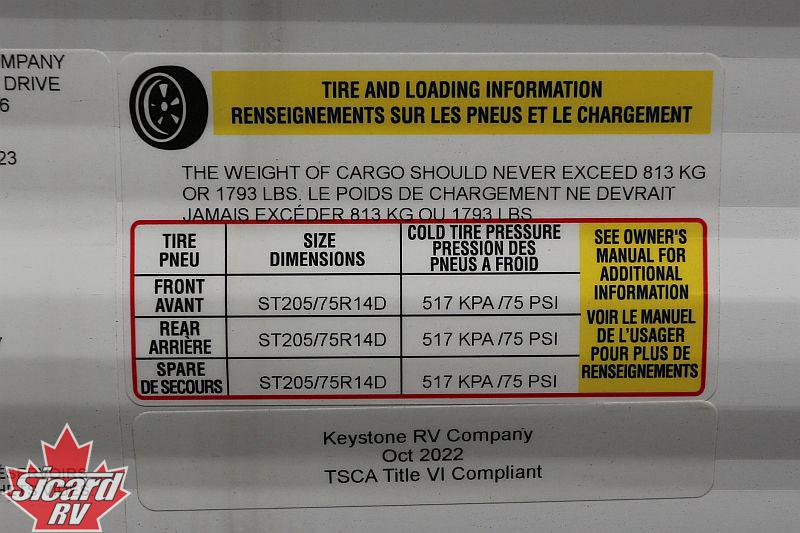 MPANY
DRIVE
6
23
TIRE AND LOADING INFORMATION
RENSEIGNEMENTS SUR LES PNEUS ET LE CHARGEMENT
THE WEIGHT OF CARGO SHOULD NEVER EXCEED 813 KG
OR 1793 LBS. LE POIDS DE CHARGEMENT NE DEVRAIT
JAMAIS EXCÉDER 813 KG OU 1793 LBS
TIRE
PNEU
SIZE
DIMENSIONS
COLD TIRE PRESSURE
PRESSION DES
PNEUS A FROID
SEE OWNER'S
MANUAL FOR
ADDITIONAL
INFORMATION
VOIR LE MANUEL
DE L'USAGER
POUR PLUS DE
RENSEIGNEMENTS
FRONT
AVANT
ST205/75R14D
517 KPA /75 PSI
REAR
ARRIÈRE
ST205/75R14D
517 KPA /75 PSI
SPARE
DE SECOURS
ST205/75R14D
517 KPA /75 PSI
Keystone RV Company
Oct 2022
TSCA Title VI Compliant
Sicard
RV